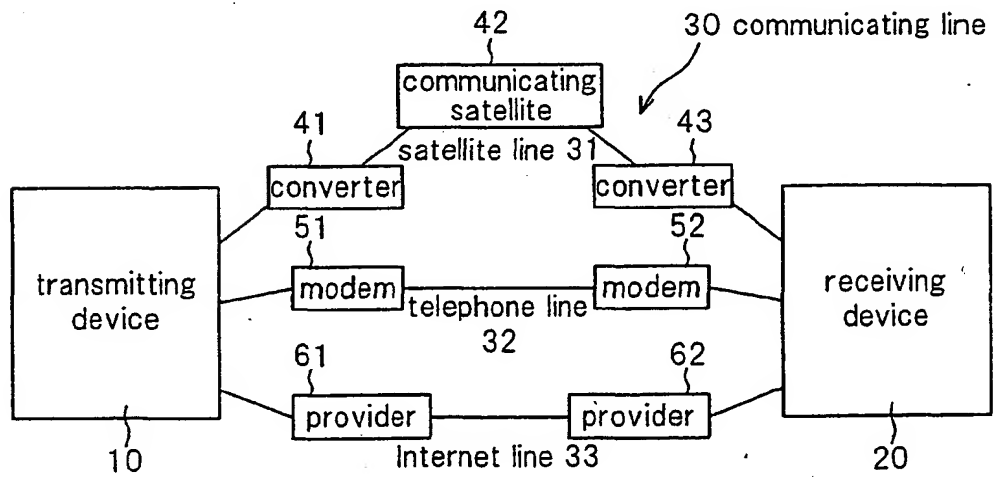 42
30 communicating line
communicating
satellite
41
43
satellite line 31
converter
converter
51
52
transmitting
device
modem
modem
receiving
device
telephone line
32
61
62
provider
provider
Internet line 33
10
20